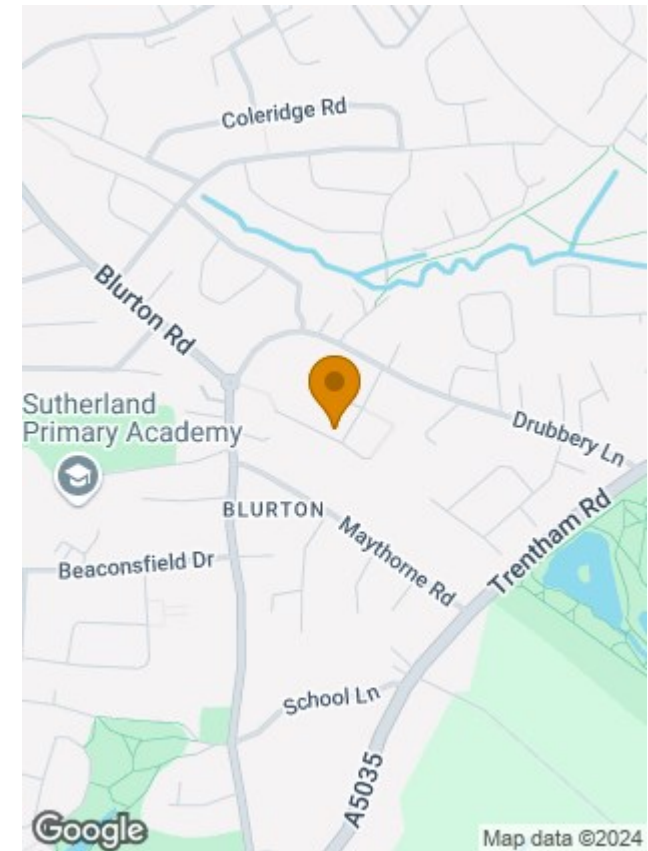 Coleridge Rd
Blurton Rd
Sutherland
Primary Academy
Drubbery Ln
BLURTON
Maythorne Rd
Trentham Rd
Beaconsfield Dr
School Ln
A5035
Google
Map data ©2024